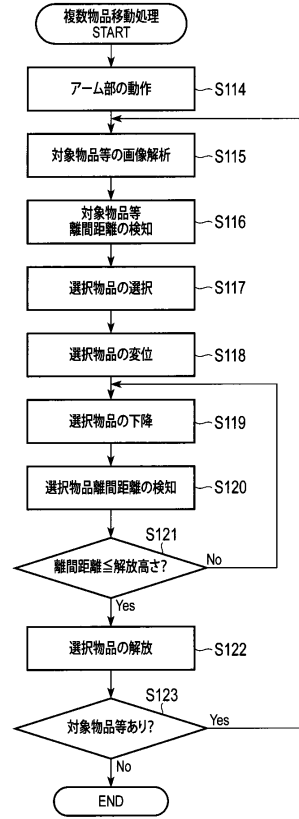 複数物品移動処理
START
アーム部の動作
S114
対象物品等の画像解析
S115
対象物品等
離間距離の検知
S116
選択物品の選択
S117
選択物品の変位
S118
選択物品の下降
S119
選択物品離間距離の検知
S120
S121
離間距離≦解放高さ?
No
Yes
選択物品の解放
S122
S123
対象物品等あり?
Yes
No
END